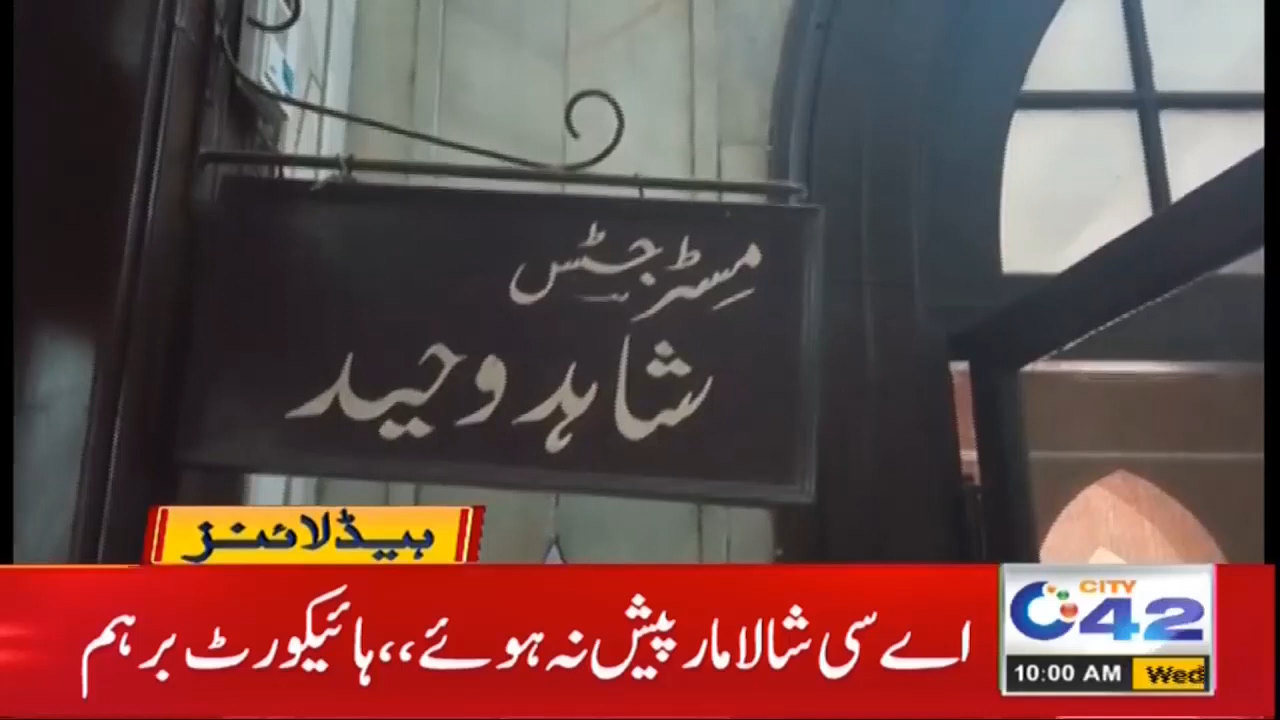 مسٹر جسٹس
شاہد وحید
ہیڈلائنز
اے سی شالامار پیش نہ ہوئے،، ہائیکورٹ برہم
CITY
42
10:00 AM Wed